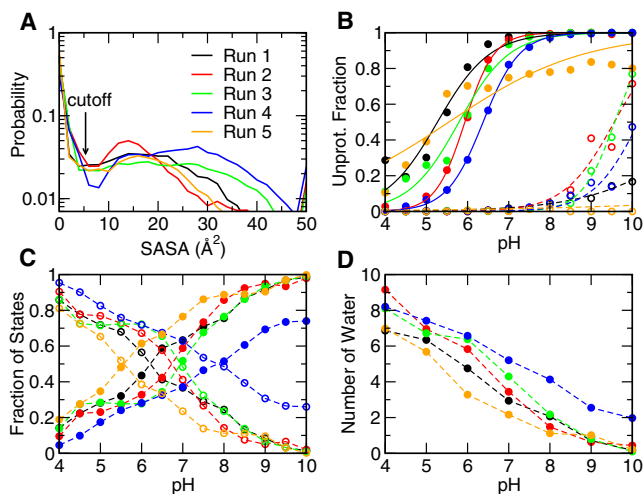 A
Probability
1
0.1
0.01
cutoff
Run 1
Run 2
Run 3
Run 4
Run 5
0 10 20 30 40 50
SASA (Å²)
B
Unprot. Fraction
1
0.8
0.6
0.4
0.2
0
4 5 6 7 8 9 10
pH
C
Fraction of States
1
0.8
0.6
0.4
0.2
0
4 5 6 7 8 9 10
pH
D
Number of Water
10
8
6
4
2
0
4 5 6 7 8 9 10
pH